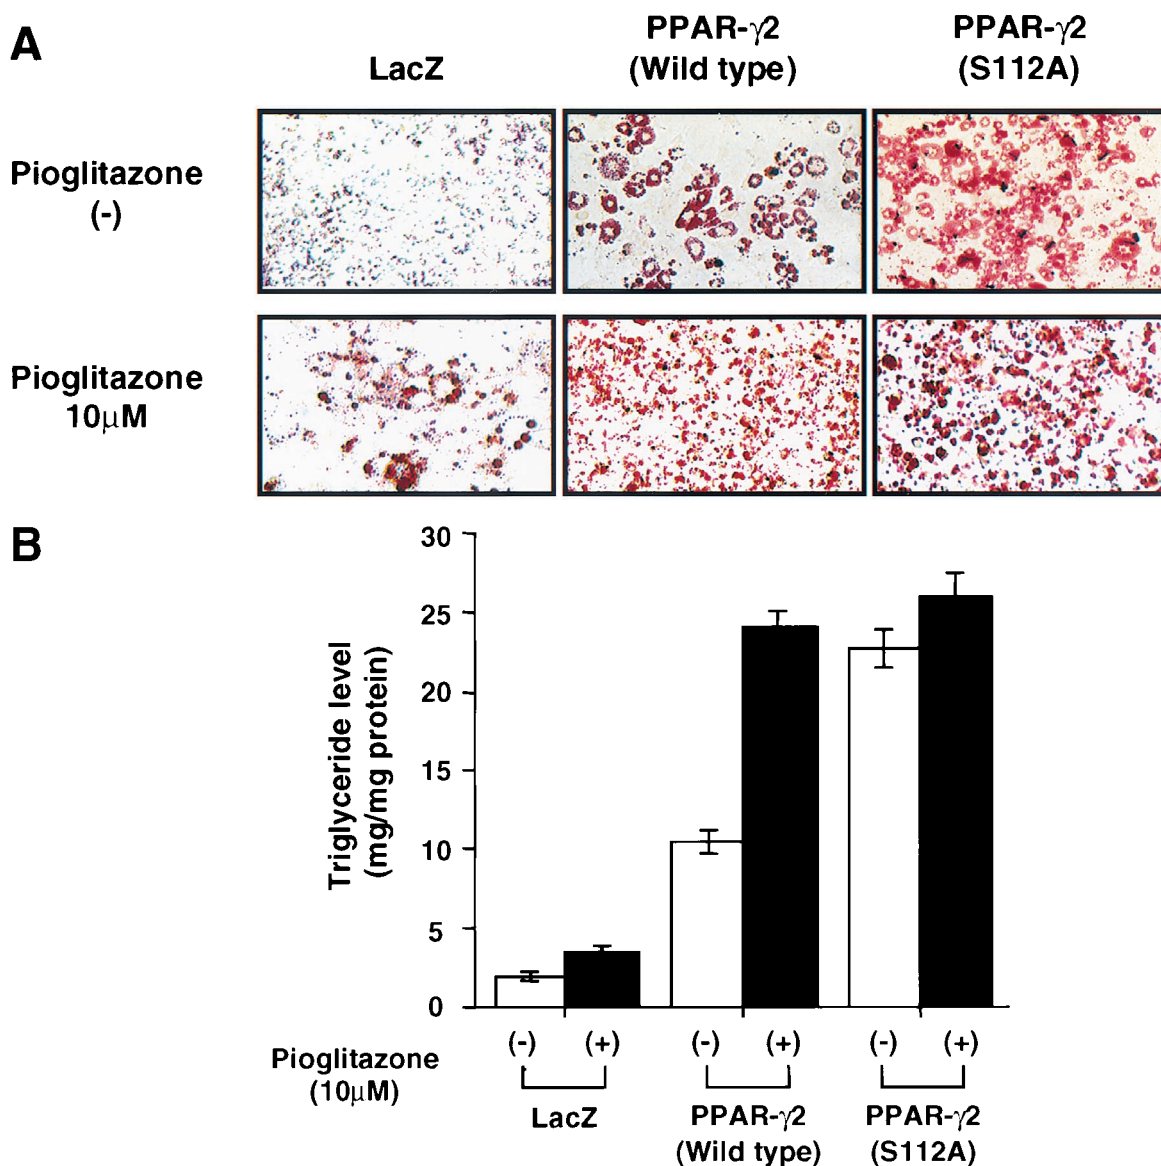 A
LacZ
PPAR-γ2
(Wild type)
PPAR-γ2
(S112A)
Pioglitazone
(-)
Pioglitazone
10μM
B
30
25
20
15
10
5
0
Triglyceride level
(mg/mg protein)
Pioglitazone
(10μM)
(-) (+) (-) (+) (-) (+)
LacZ
PPAR-γ2
(Wild type)
PPAR-γ2
(S112A)